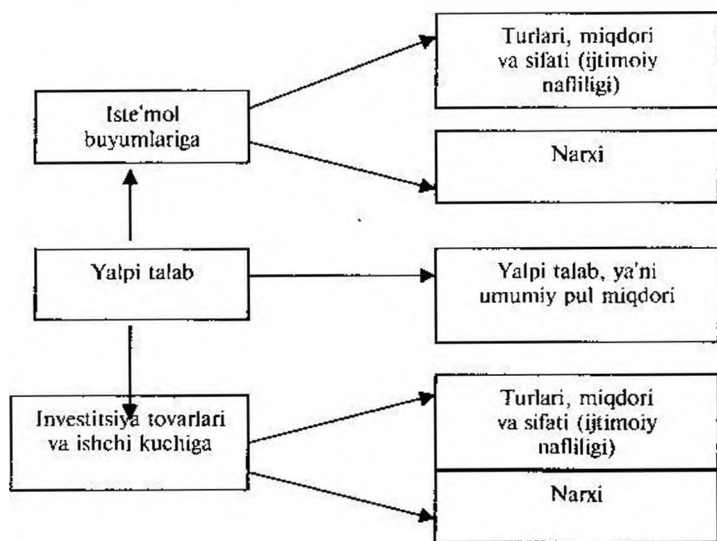 Turlari, miqdori
va sifati (ijtimoiy
nafliligi)
Iste'mol
buyumlariga
Narxi
Yalpi talab
Yalpi talab, ya'ni
umumiy pul miqdori
Investitsiya tovarlari
va ishchi kuchiga
Turlari, miqdori
va sifati (ijtimoiy
nafliligi)
Narxi